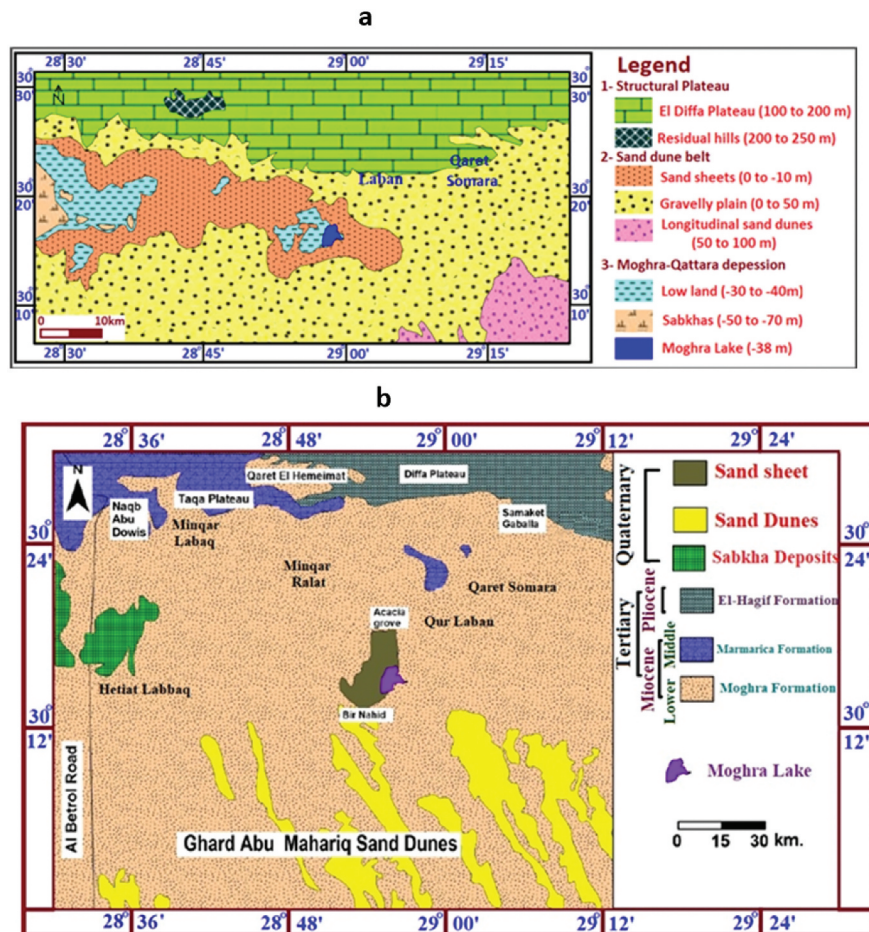 a
28° 30' 28° 45' 29° 00' 29° 15'
30° 30'
30° 30'
N
Laban
Qaret
Somara
30° 20'
30° 20'
30° 10'
30° 10'
0 10km
28° 30' 28° 45' 29° 00' 29° 15'
Legend
1- Structural Plateau
El Diffa Plateau (100 to 200 m)
Residual hills (200 to 250 m)
2- Sand dune belt
Sand sheets (0 to -10 m)
Gravelly plain (0 to 50 m)
Longitudinal sand dunes
(50 to 100 m)
3- Moghra-Qattara depession
Low land (-30 to -40m)
Sabkhas (-50 to -70 m)
Moghra Lake (-38 m)
b
28° 36' 28° 48' 29° 00' 29° 12' 29° 24'
N
Qaret El Hemeimat
Diffa Plateau
Naqb
Abu
Dowis
Taqa Plateau
Minqar
Labaq
Samaket
Gaballa
30° 24'
30° 24'
Minqar
Ralat
Qaret Somara
Acacia
grove
Qur Laban
Hetiat Labbaq
Bir Nahid
30° 12'
30° 12'
Al Betrol Road
Ghard Abu Mahariq Sand Dunes
28° 36' 28° 48' 29° 00' 29° 12' 29° 24'
Quaternary
Sand sheet
Sand Dunes
Sabkha Deposits
Tertiary
Pliocene
El-Hagif Formation
Miocene
Middle
Marmarica Formation
Lower
Moghra Formation
Moghra Lake
0 15 30 km.